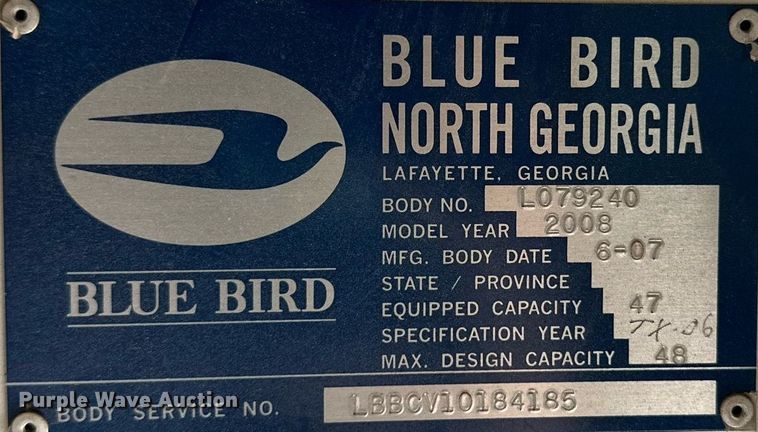 BLUE BIRD
NORTH GEORGIA
LAFAYETTE, GEORGIA
BODY NO. L079240
MODEL YEAR 2008
MFG. BODY DATE 6-07
STATE / PROVINCE
EQUIPPED CAPACITY 47
SPECIFICATION YEAR TX-06
MAX. DESIGN CAPACITY 48
BLUE BIRD
BODY SERVICE NO. LBBCV10184185
Purple Wave Auction